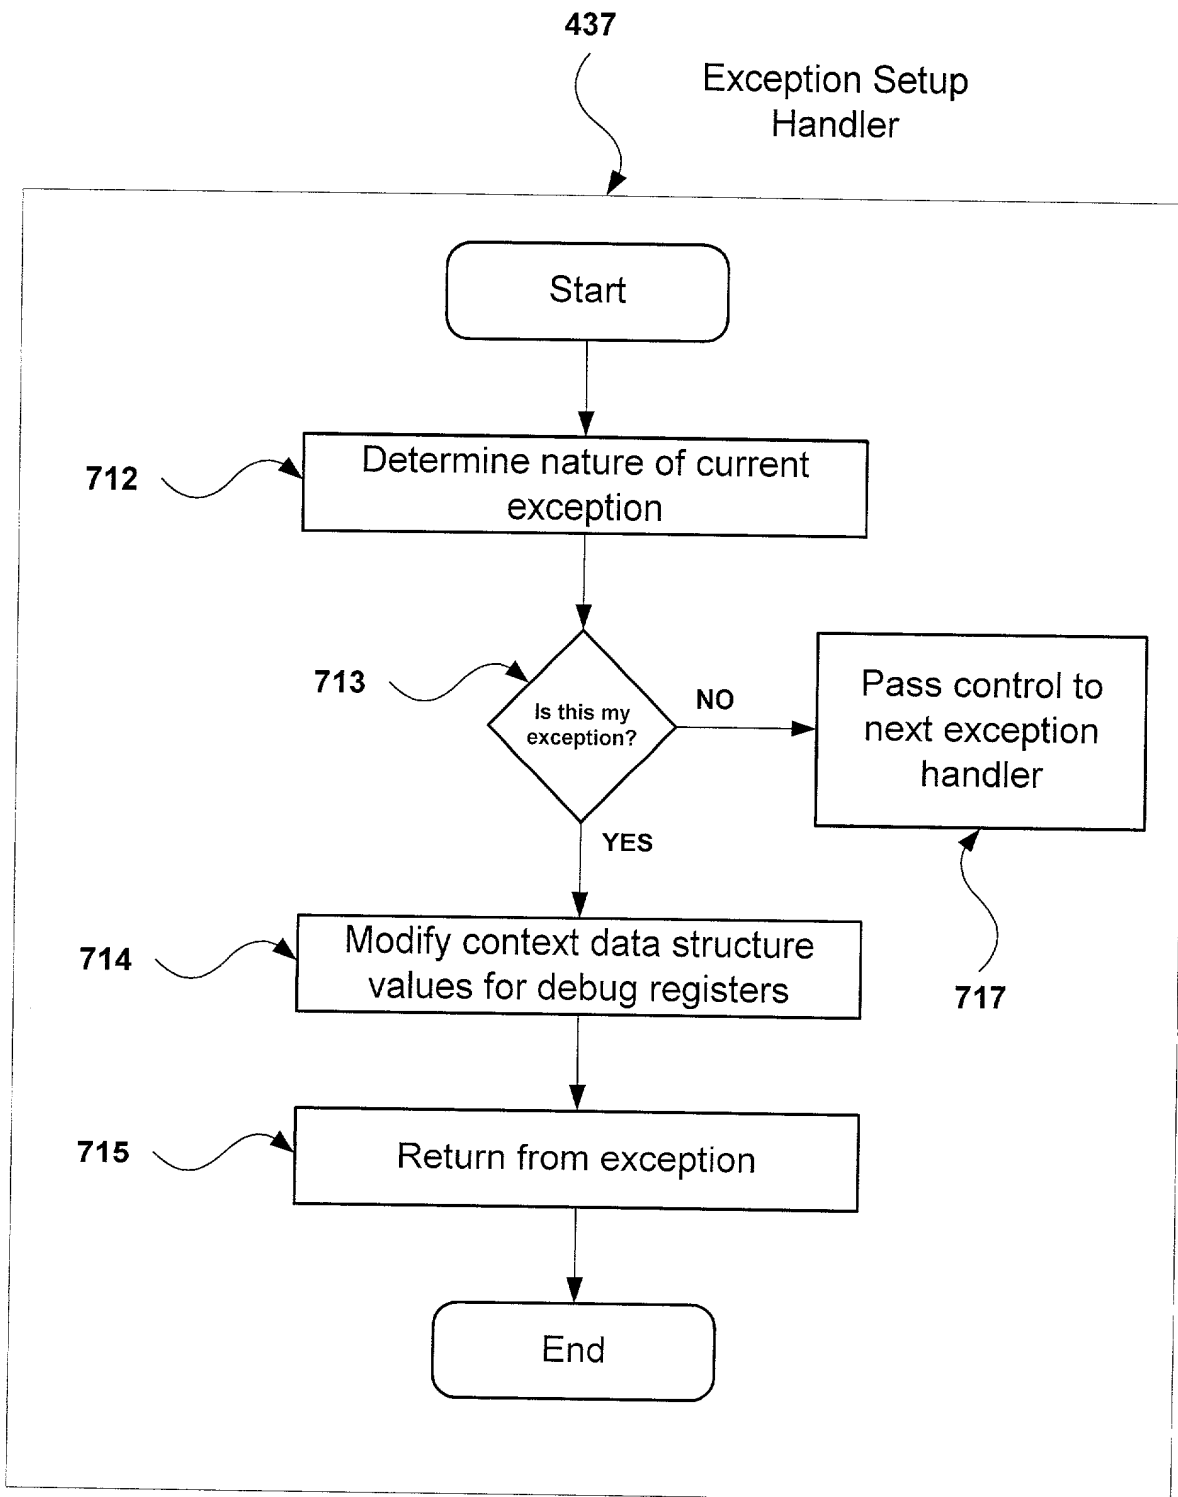 437
Exception Setup
Handler
Start
712
Determine nature of current
exception
713
Is this my
exception?
NO
Pass control to
next exception
handler
YES
717
714
Modify context data structure
values for debug registers
715
Return from exception
End